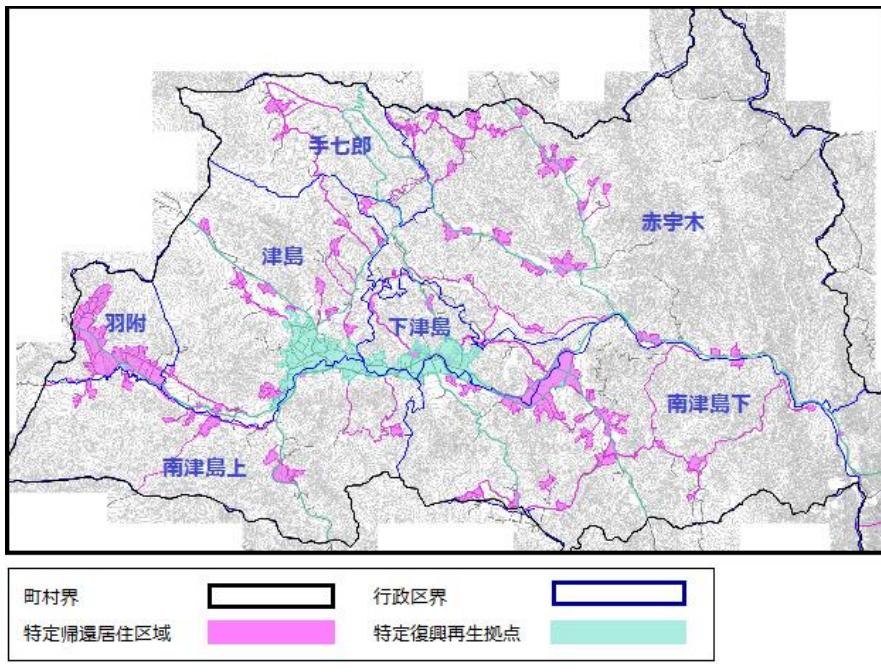 手七郎
赤宇木
津島
羽附
下津島
南津島下
南津島上
町村界 行政区界
特定帰還居住区域 特定復興再生拠点